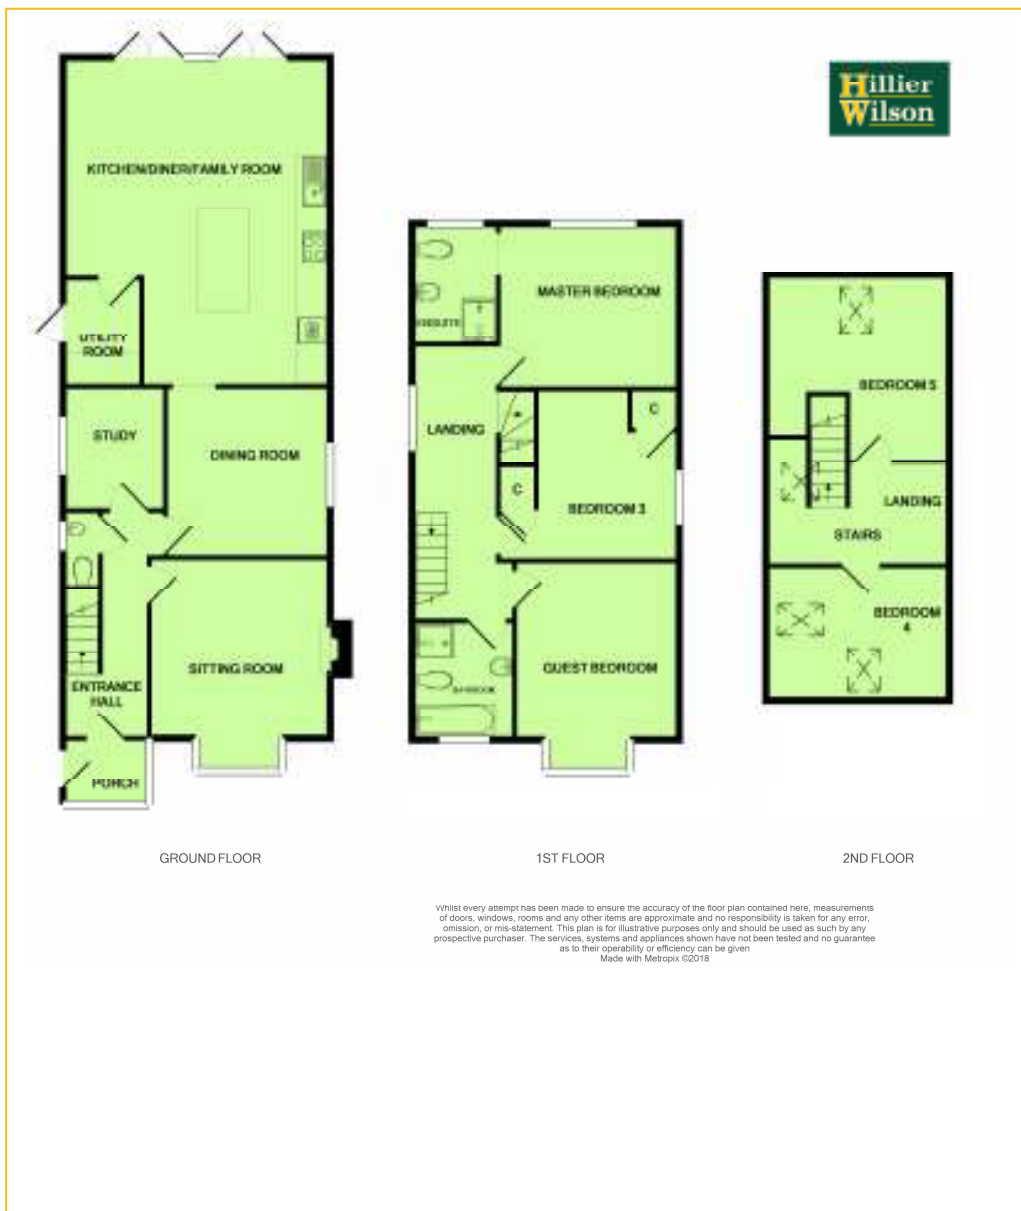 Hillier
Wilson
KITCHEN/DINER/FAMILY ROOM
UTILITY
ROOM
STUDY
DINING ROOM
SITTING ROOM
ENTRANCE
HALL
PORCH
GROUND FLOOR
ENSUITE
MASTER BEDROOM
LANDING
C
C
BEDROOM 3
GUEST BEDROOM
BATHROOM
1ST FLOOR
BEDROOM 5
LANDING
STAIRS
BEDROOM
4
2ND FLOOR
Whilst every attempt has been made to ensure the accuracy of the floor plan contained here, measurements
of doors, windows, rooms and any other items are approximate and no responsibility is taken for any error,
omission, or mis-statement. This plan is for illustrative purposes only and should be used as such by any
prospective purchaser. The services, systems and appliances shown have not been tested and no guarantee
as to their operability or efficiency can be given
Made with Metropix ©2018